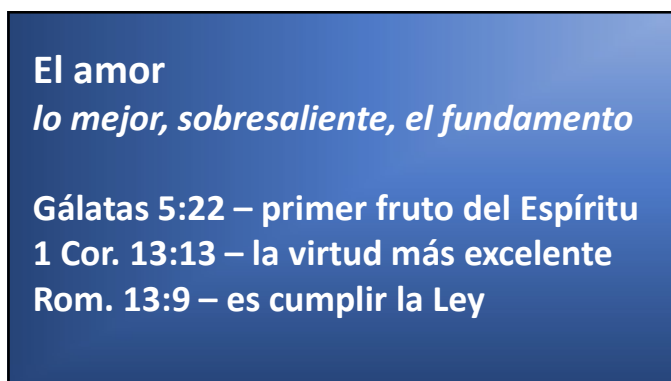 El amor
lo mejor, sobresaliente, el fundamento
Gálatas 5:22 – primer fruto del Espíritu
1 Cor. 13:13 – la virtud más excelente
Rom. 13:9 – es cumplir la Ley